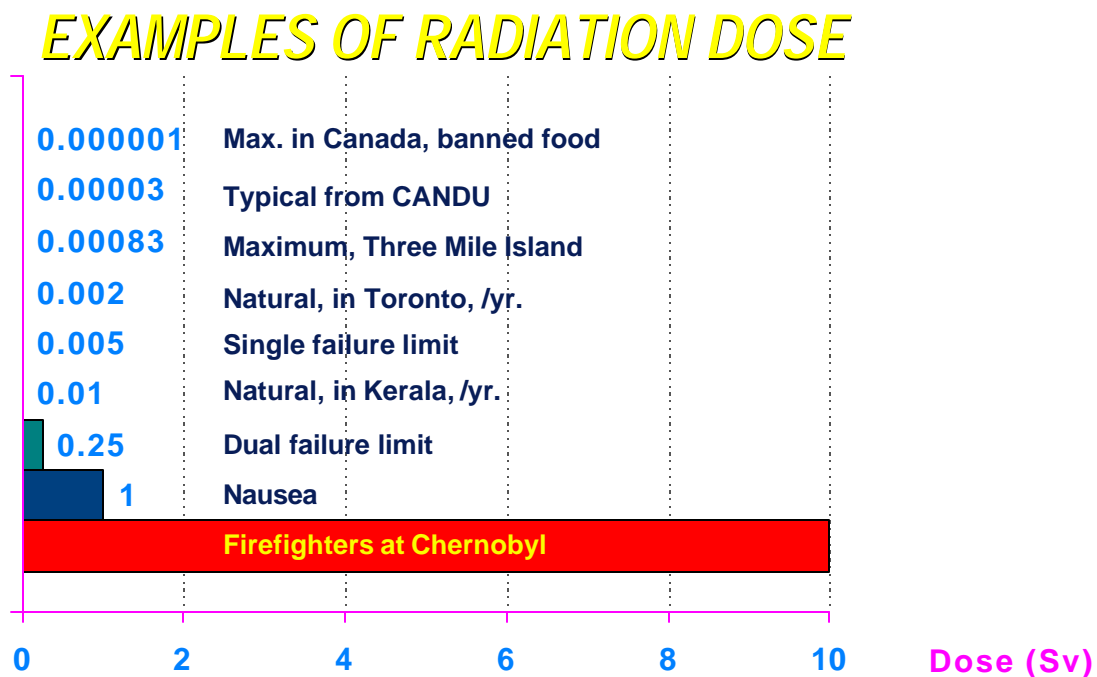 EXAMPLES OF RADIATION DOSE
0.000001 Max. in Canada, banned food
0.00003 Typical from CANDU
0.00083 Maximum, Three Mile Island
0.002 Natural, in Toronto, /yr.
0.005 Single failure limit
0.01 Natural, in Kerala, /yr.
0.25 Dual failure limit
1 Nausea
Firefighters at Chernobyl
0 2 4 6 8 10 Dose (Sv)